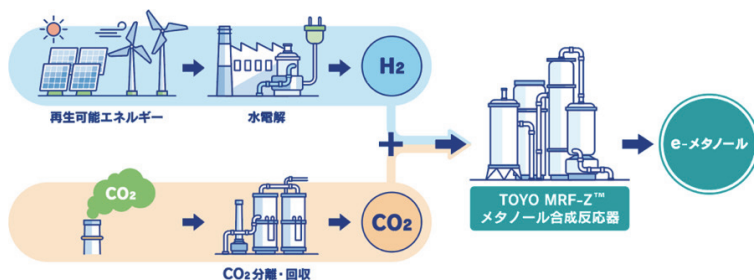 再生可能エネルギー
水電解
H2
+
CO2
CO2分離・回収
CO2
TOYO MRF-Z™
メタノール合成反応器
e-メタノール